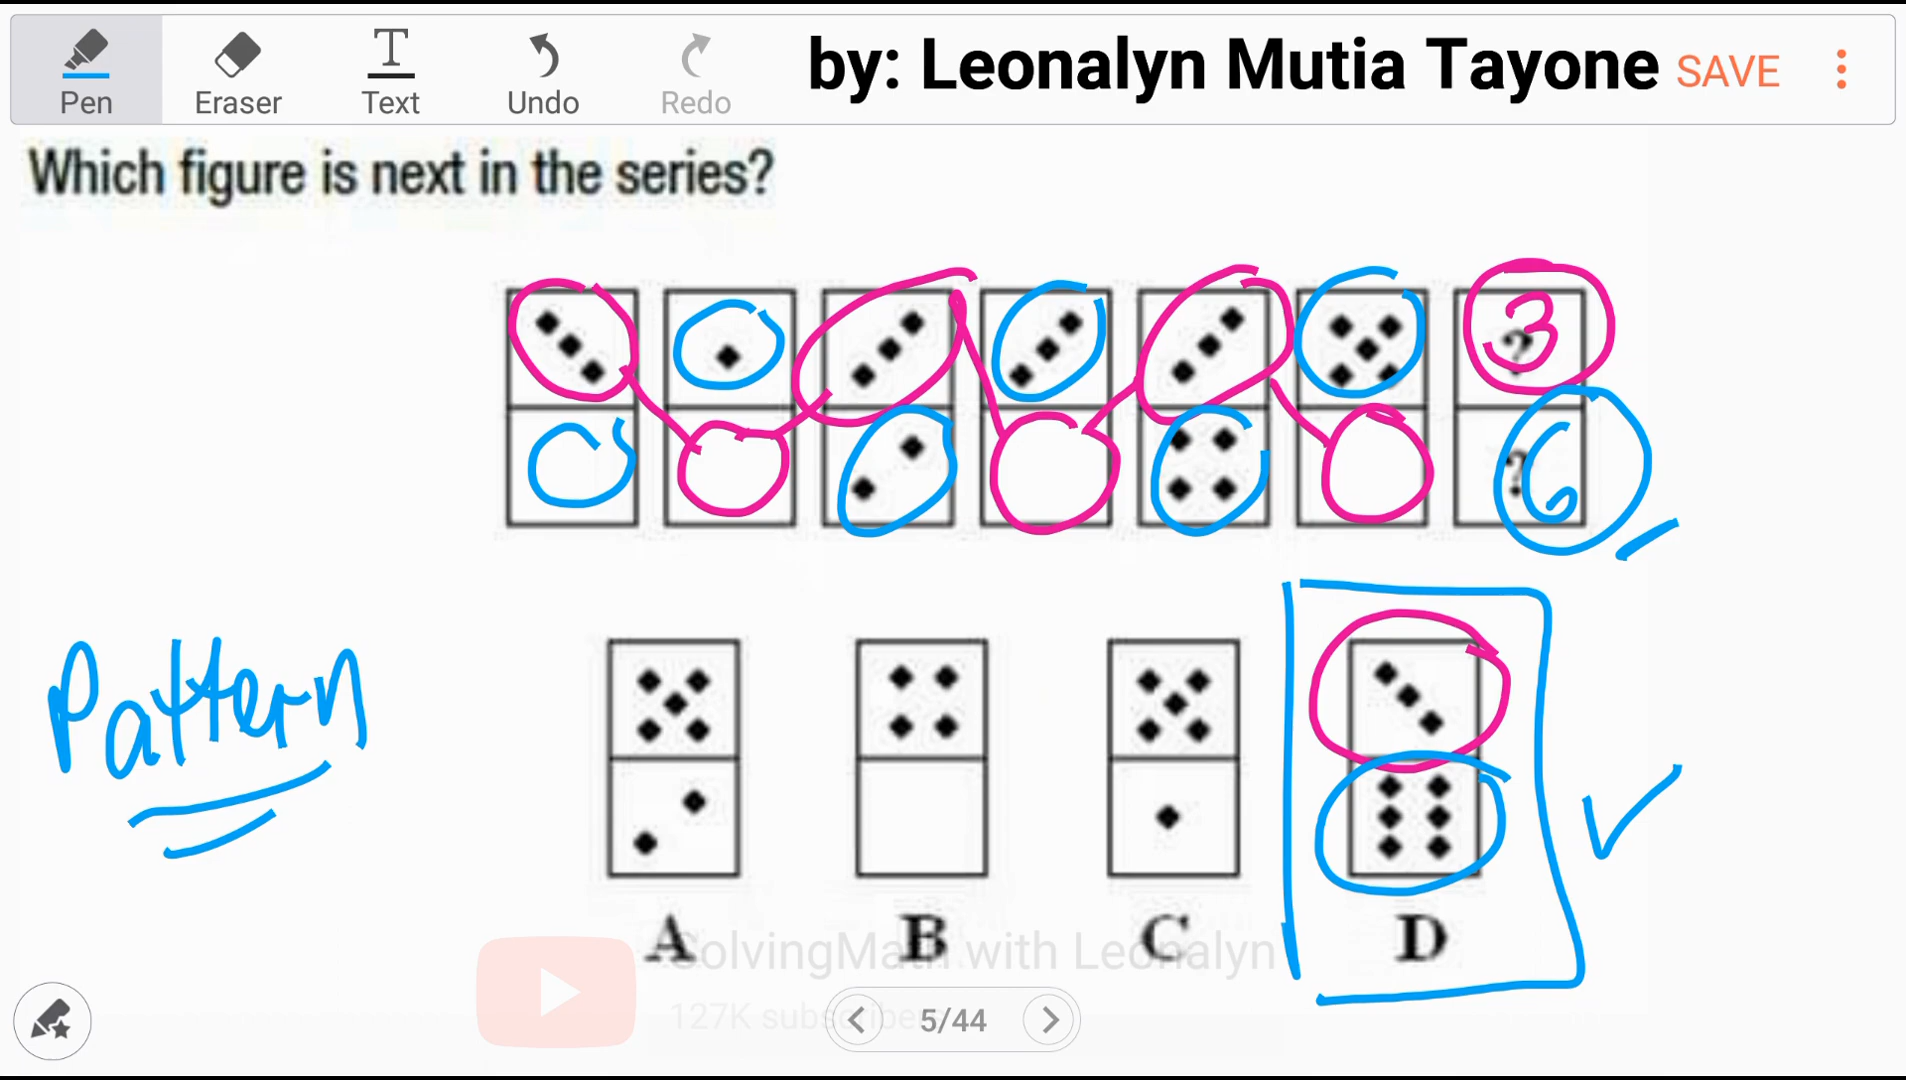 Pen Eraser Text Undo Redo by: Leonalyn Mutia Tayone SAVE
Which figure is next in the series?
? 3
? 6
Pattern
A B C D
SolvingMath with Leonalyn
127K subscribe
5/44